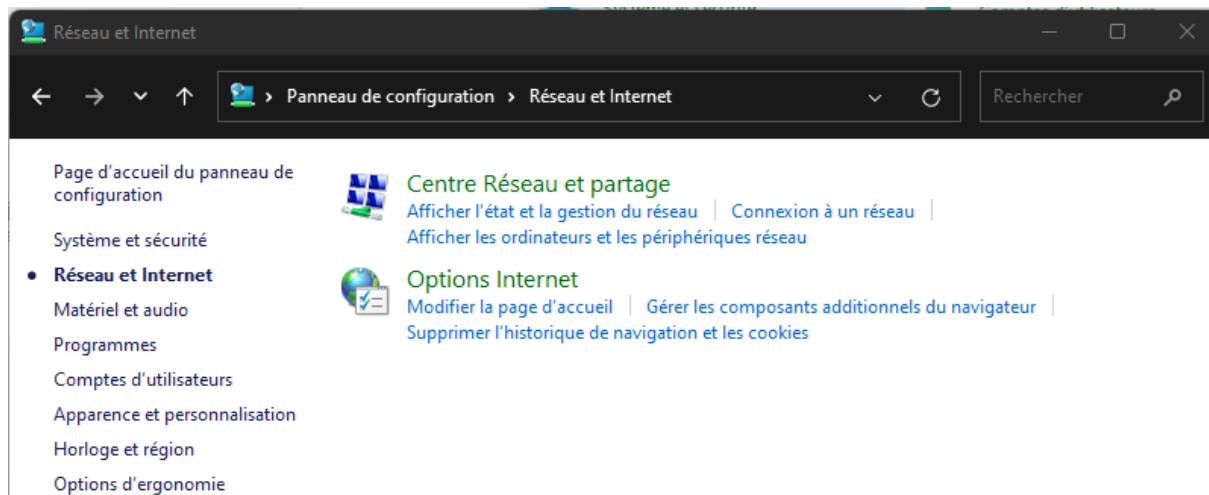 Réseau et Internet
Panneau de configuration > Réseau et Internet
Rechercher
Page d'accueil du panneau de
configuration
Système et sécurité
Réseau et Internet
Matériel et audio
Programmes
Comptes d'utilisateurs
Apparence et personnalisation
Horloge et région
Options d'ergonomie
Centre Réseau et partage
Afficher l'état et la gestion du réseau
Connexion à un réseau
Afficher les ordinateurs et les périphériques réseau
Options Internet
Modifier la page d'accueil
Gérer les composants additionnels du navigateur
Supprimer l'historique de navigation et les cookies